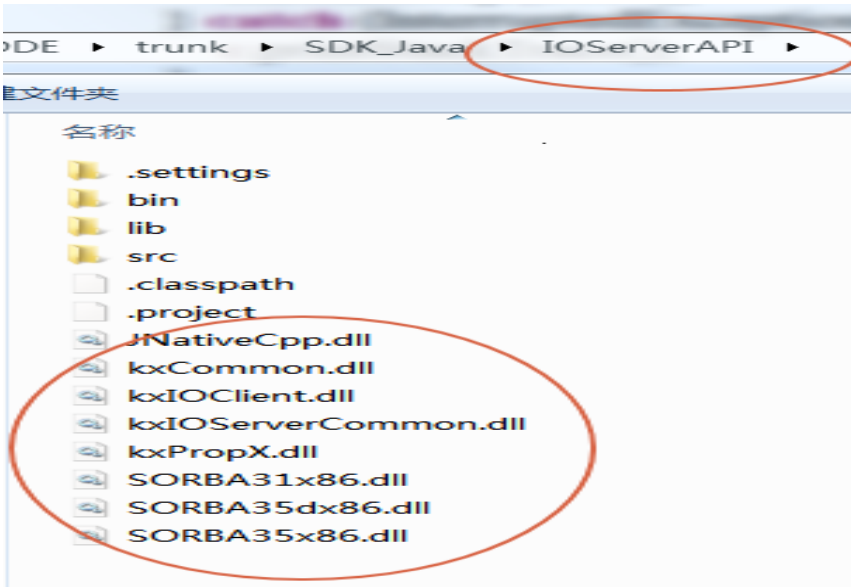 trunk ▸ SDK_Java ▸ IOServerAPI ▸
文件夹
名称
.settings
bin
lib
src
.classpath
.project
JNativeCpp.dll
kxCommon.dll
kxIOClient.dll
kxIOServerCommon.dll
kxPropX.dll
SORBA31x86.dll
SORBA35dx86.dll
SORBA35x86.dll